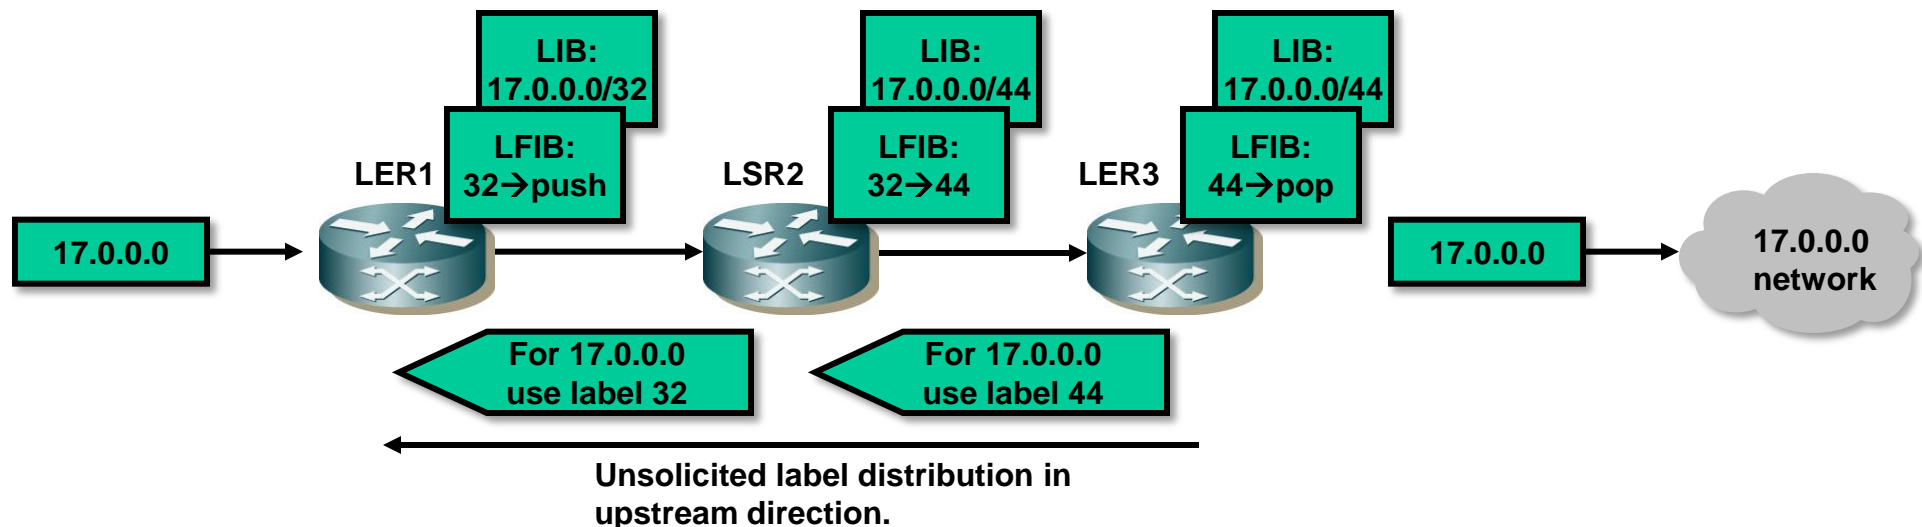 LIB:
17.0.0.0/32
LIB:
17.0.0.0/44
LIB:
17.0.0.0/44
LFIB:
32→push
LFIB:
32→44
LFIB:
44→pop
LER1
LSR2
LER3
17.0.0.0
17.0.0.0
17.0.0.0
network
For 17.0.0.0
use label 32
For 17.0.0.0
use label 44
Unsolicited label distribution in
upstream direction.